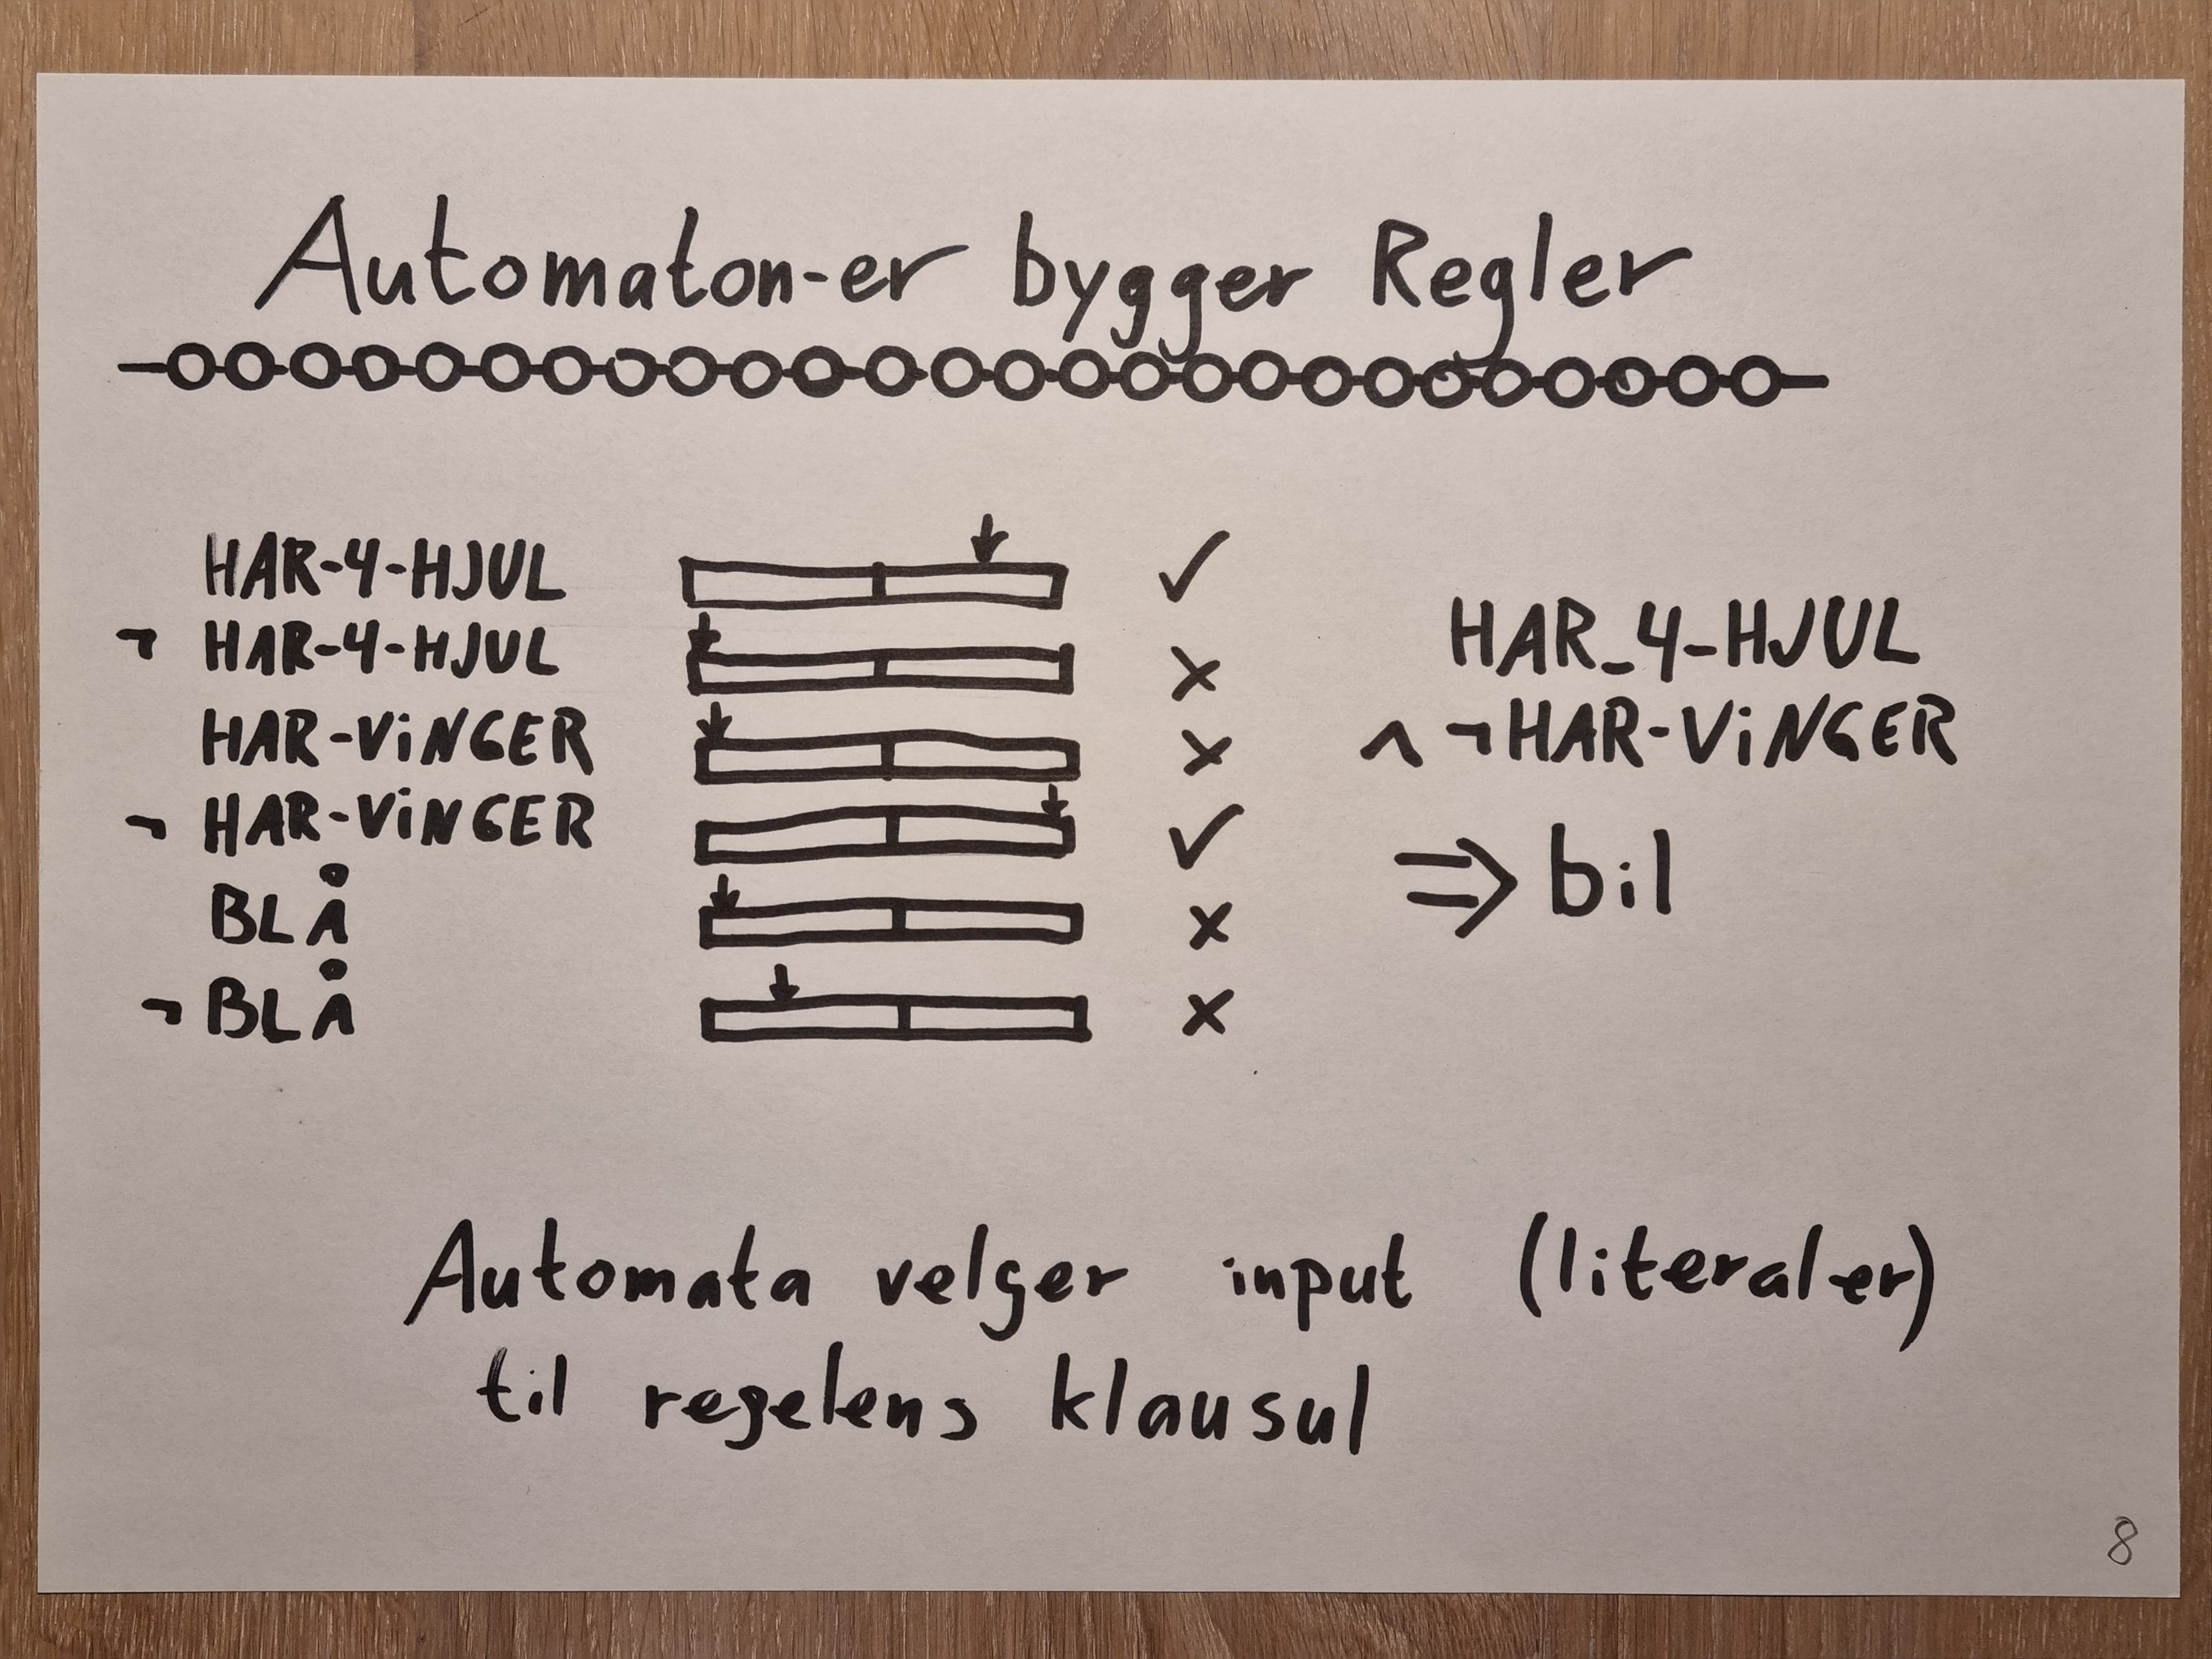 Automaton-er bygger Regler
HAR-4-HJUL ✓
¬ HAR-4-HJUL ×
HAR-VINGER ×
¬ HAR-VINGER ✓
BLÅ ×
¬ BLÅ ×
HAR_4-HJUL
∧ ¬HAR-VINGER
⇒ bil
Automata velger input (literaler)
til regelens klausul
8